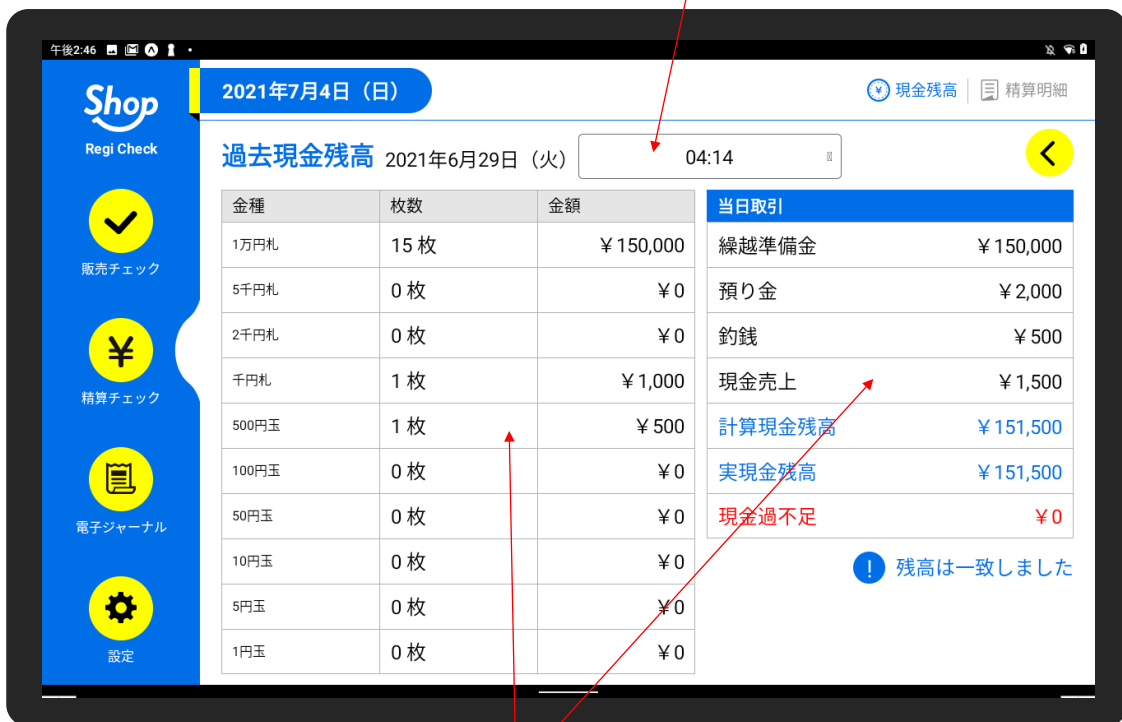 午後2:46
2021年7月4日（日）
現金残高
精算明細
Shop
Regi Check
販売チェック
精算チェック
電子ジャーナル
設定
過去現金残高 2021年6月29日（火） 04:14
金種 枚数 金額
1万円札 15 枚 ￥150,000
5千円札 0 枚 ￥0
2千円札 0 枚 ￥0
千円札 1 枚 ￥1,000
500円玉 1 枚 ￥500
100円玉 0 枚 ￥0
50円玉 0 枚 ￥0
10円玉 0 枚 ￥0
5円玉 0 枚 ￥0
1円玉 0 枚 ￥0
当日取引
繰越準備金 ￥150,000
預り金 ￥2,000
釣銭 ￥500
現金売上 ￥1,500
計算現金残高 ￥151,500
実現金残高 ￥151,500
現金過不足 ￥0
残高は一致しました